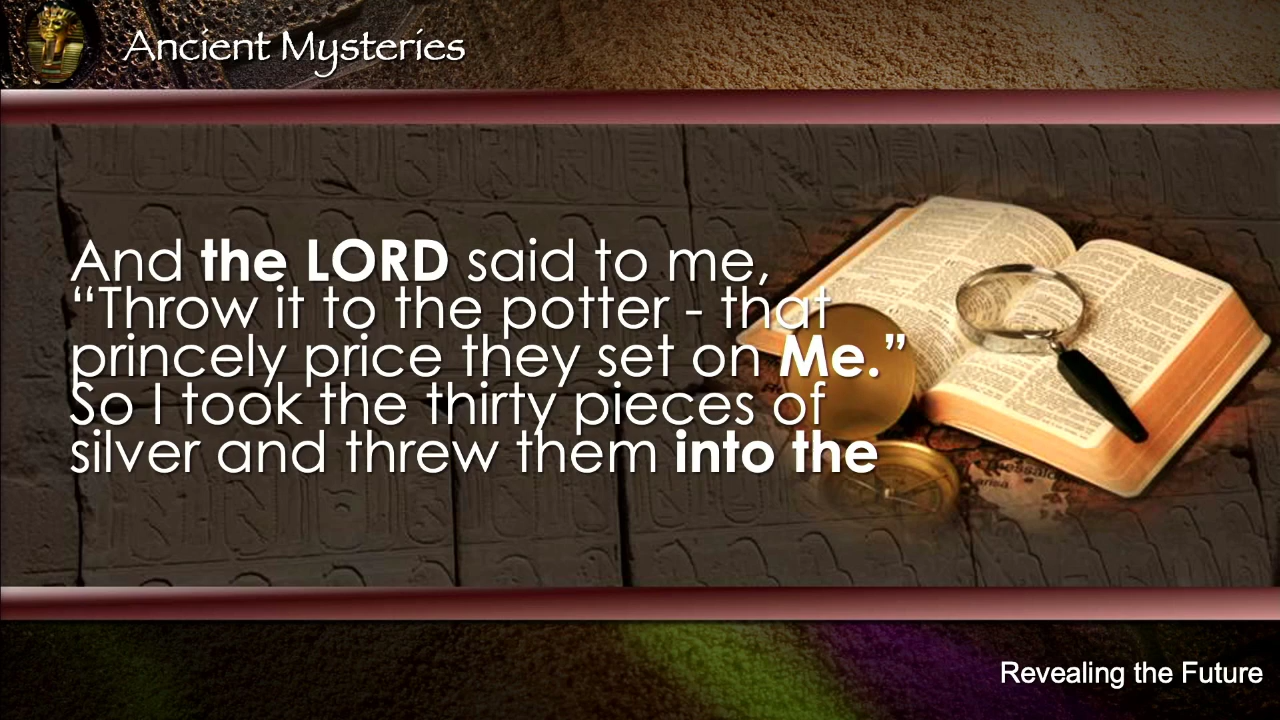 Ancient Mysteries
And the LORD said to me,
“Throw it to the potter - that
princely price they set on Me.”
So I took the thirty pieces of
silver and threw them into the
Revealing the Future